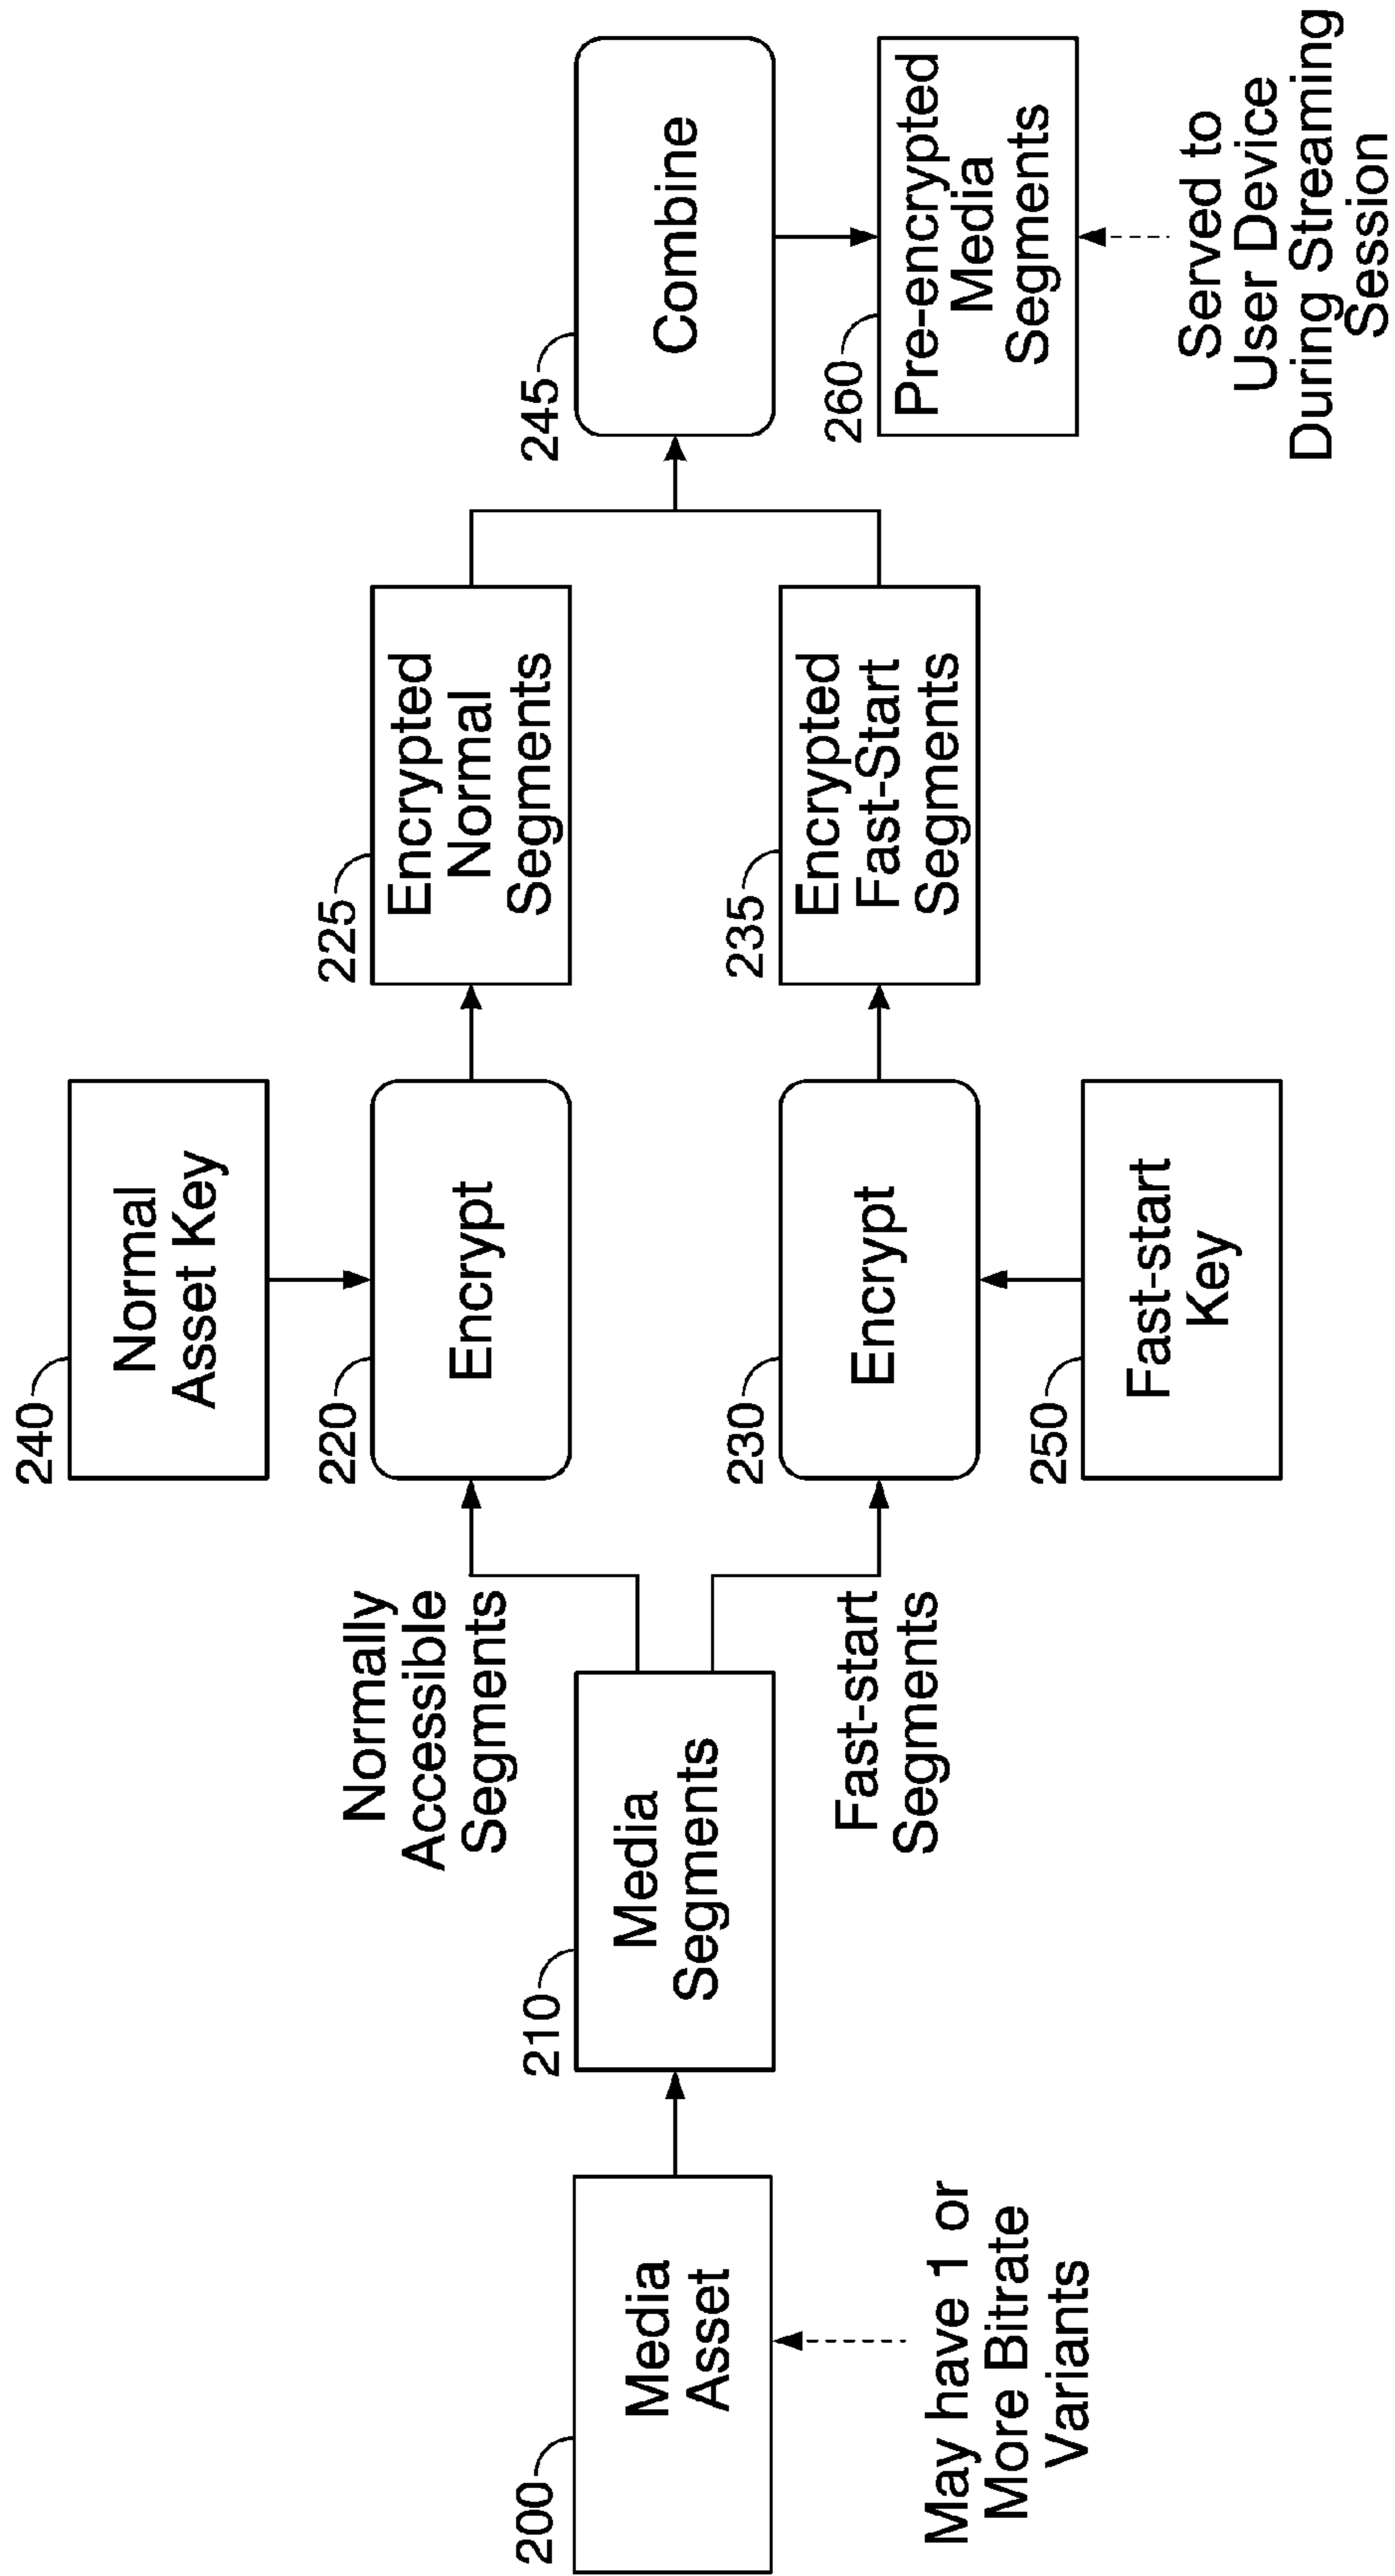 200
Media
Asset
May have 1 or
More Bitrate
Variants
210
Media
Segments
Normally
Accessible
Segments
Fast-start
Segments
240
Normal
Asset Key
220
Encrypt
230
Encrypt
250
Fast-start
Key
225
Encrypted
Normal
Segments
235
Encrypted
Fast-Start
Segments
245
Combine
260
Pre-encrypted
Media
Segments
Served to
User Device
During Streaming
Session